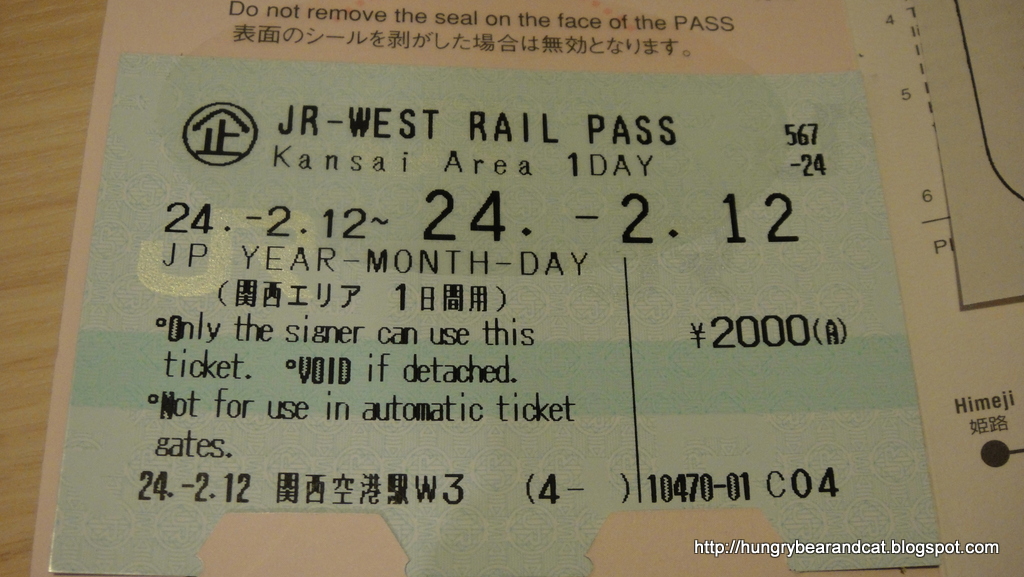 Do not remove the seal on the face of the PASS
表面のシールを剥がした場合は無効となります。
企 JR-WEST RAIL PASS 567
Kansai Area 1DAY -24
24.-2.12~ 24.-2.12
JP YEAR-MONTH-DAY
(関西エリア 1日間用)
°Only the signer can use this ¥2000(A)
ticket. °VOID if detached.
°Not for use in automatic ticket
gates.
24.-2.12 関西空港駅W3 (4- ) 10470-01 C04
4
5
6
Himeji
姫路
http://hungrybearandcat.blogspot.com